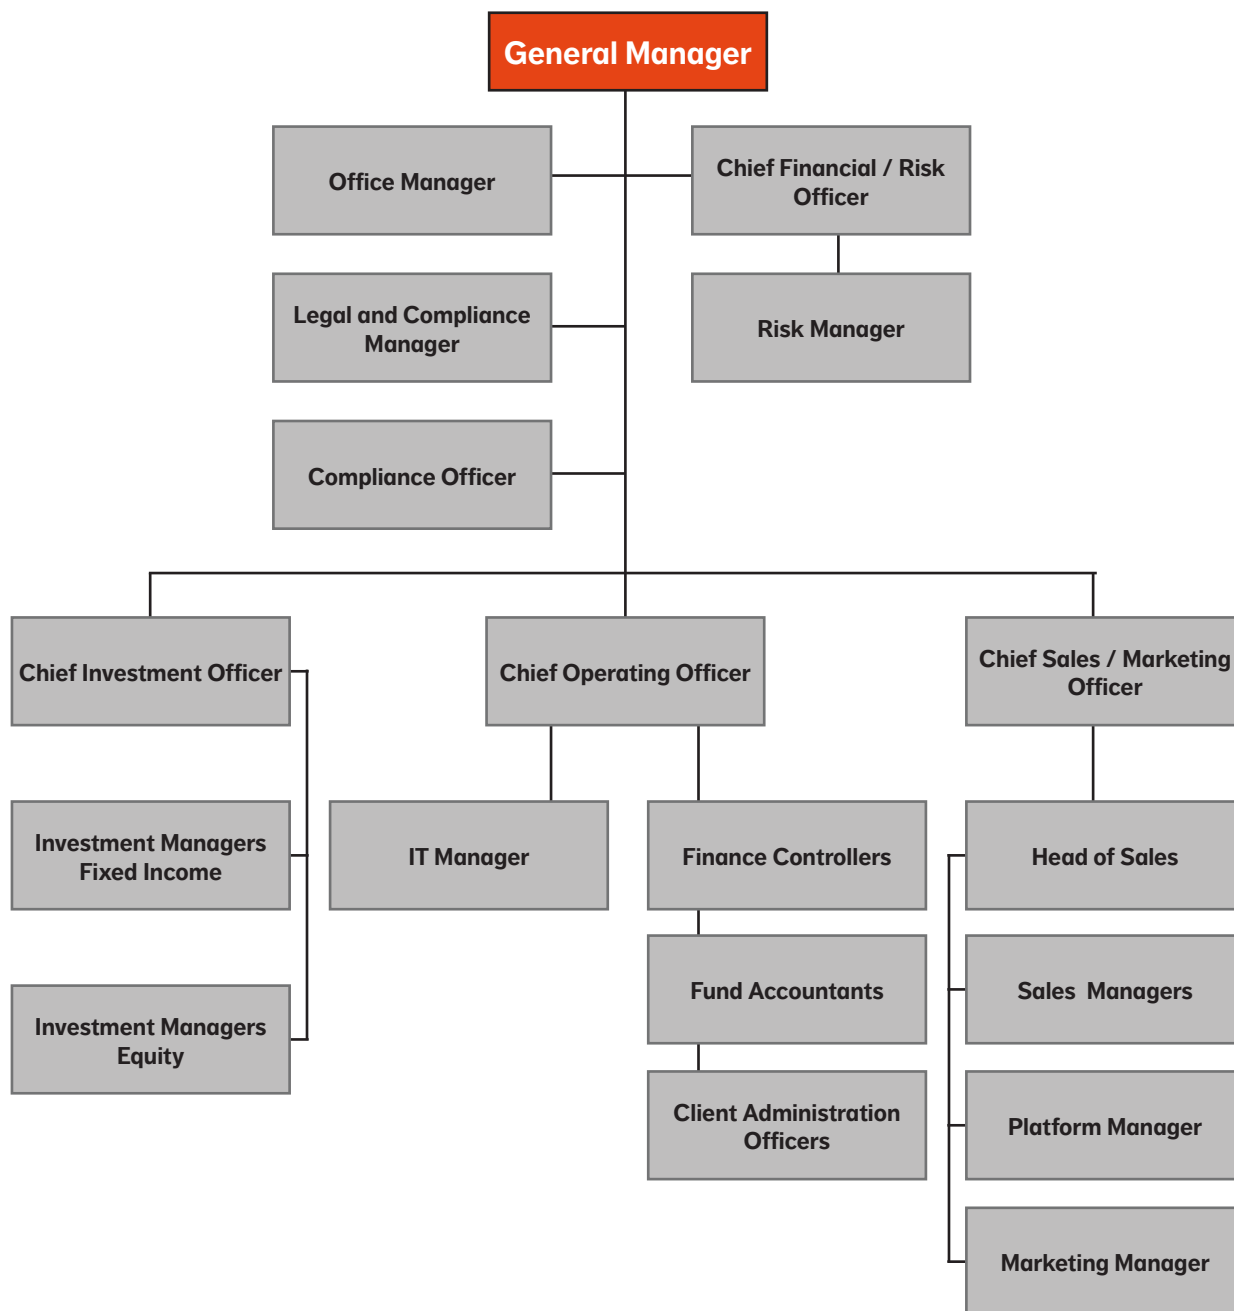 General Manager
Office Manager
Chief Financial / Risk
Officer
Legal and Compliance
Manager
Risk Manager
Compliance Officer
Chief Investment Officer
Chief Operating Officer
Chief Sales / Marketing
Officer
Investment Managers
Fixed Income
IT Manager
Finance Controllers
Head of Sales
Fund Accountants
Sales  Managers
Investment Managers
Equity
Client Administration
Officers
Platform Manager
Marketing Manager